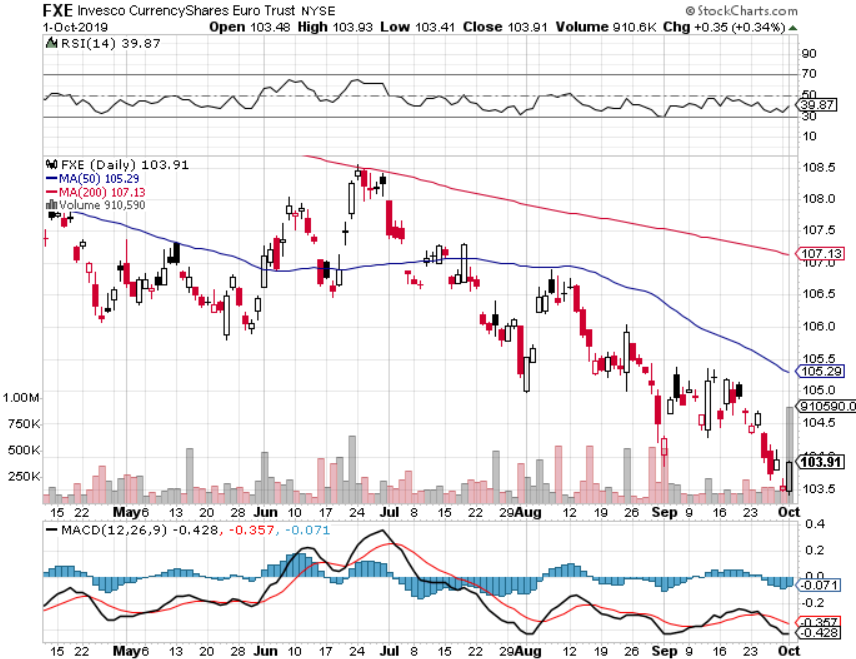 FXE Invesco CurrencyShares Euro Trust NYSE © StockCharts.com
1-Oct-2019 Open 103.48 High 103.93 Low 103.41 Close 103.91 Volume 910.6K Chg +0.35 (+0.34%)
RSI(14) 39.87
90
70
50
39.87
30
10
FXE (Daily) 103.91
MA(50) 105.29
MA(200) 107.13
Volume 910,590
108.5
108.0
107.5
107.13
107.0
106.5
106.0
105.5
105.29
105.0
1.00M
910590.0
750K
104.5
500K
103.91
250K
103.5
15 22 May 6 13 20 28 Jun 10 17 24 Jul 8 15 22 29 Aug 12 19 26 Sep 9 16 23 Oct
MACD(12,26,9) -0.428, -0.357, -0.071
0.4
0.2
0.0
-0.071
-0.2
-0.357
-0.428
15 22 May 6 13 20 28 Jun 10 17 24 Jul 8 15 22 29 Aug 12 19 26 Sep 9 16 23 Oct